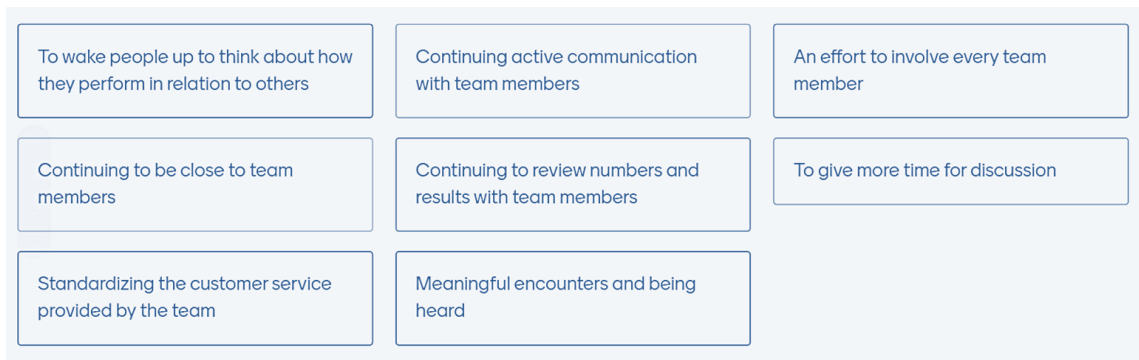 To wake people up to think about how
they perform in relation to others
Continuing active communication
with team members
An effort to involve every team
member
Continuing to be close to team
members
Continuing to review numbers and
results with team members
To give more time for discussion
Standardizing the customer service
provided by the team
Meaningful encounters and being
heard